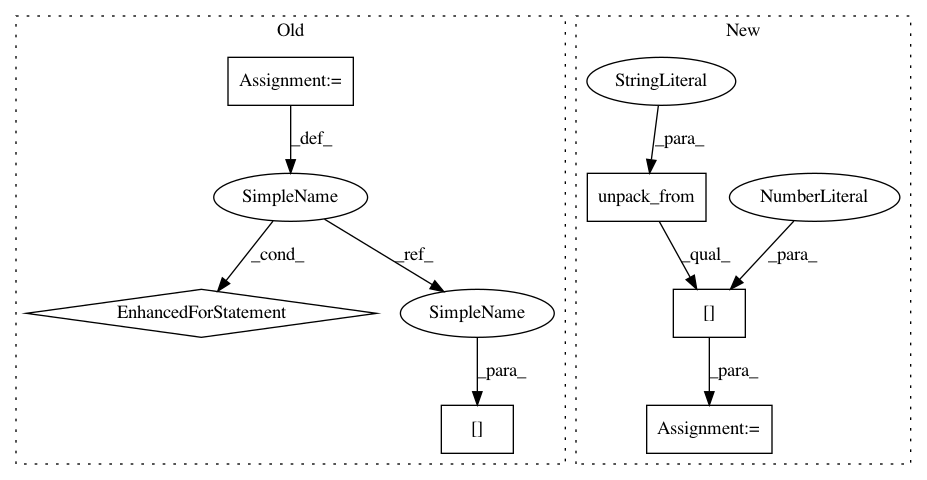 Old
New
Assignment:=
StringLiteral
_def_
_para_
SimpleName
unpack_from
NumberLiteral
_cond_
_ref_
_qual_
_para_
EnhancedForStatement
SimpleName
[]
_para_
_para_
[]
Assignment:=